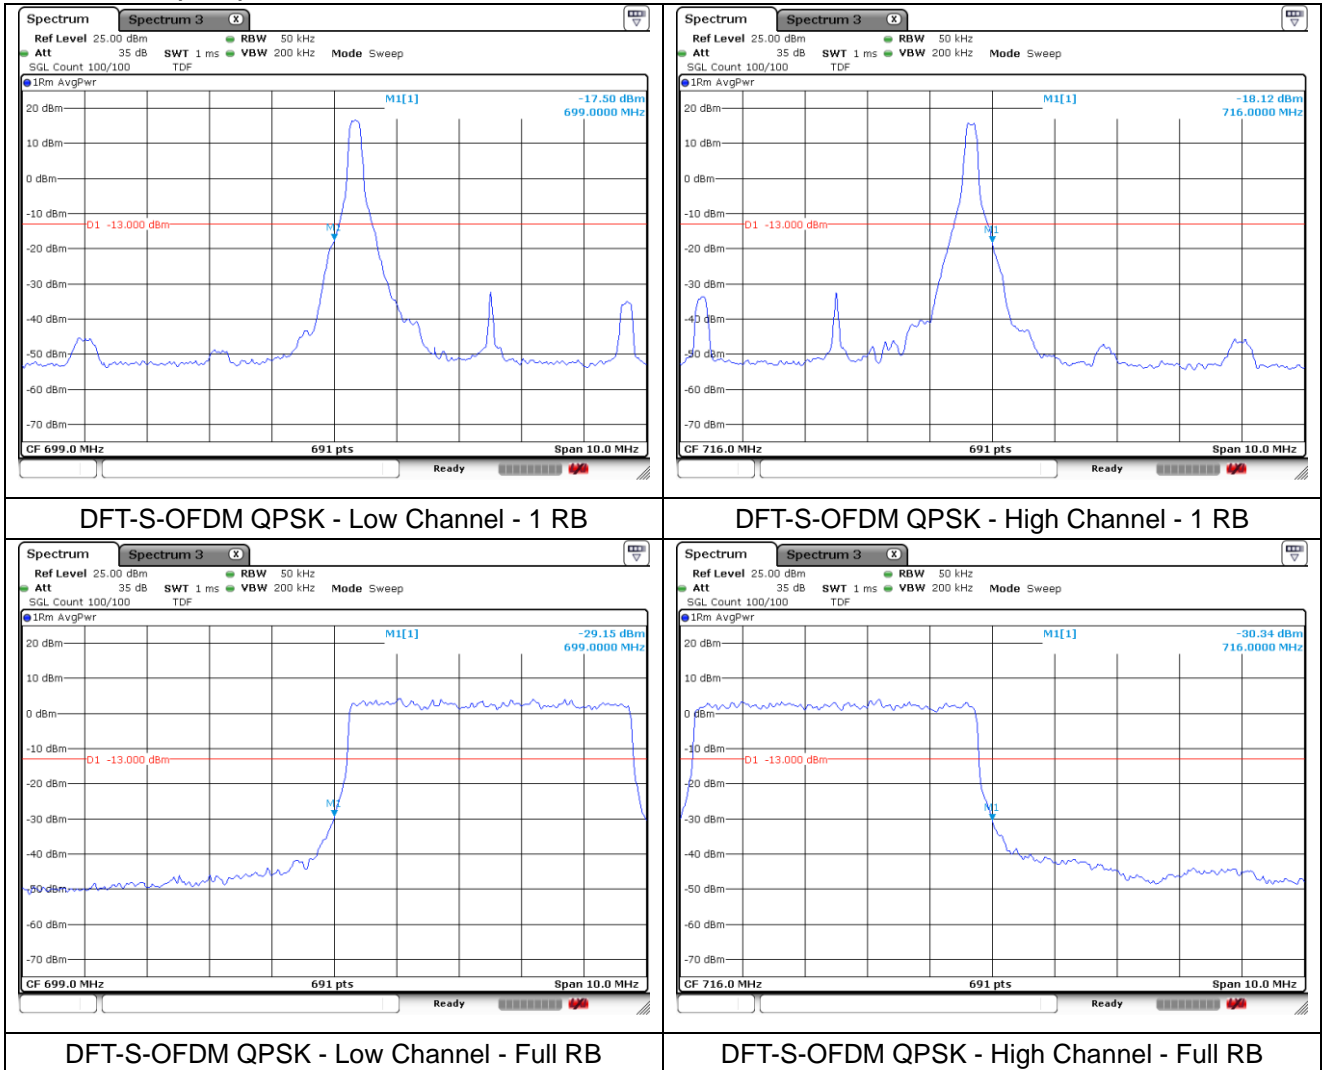 Spectrum Spectrum 3 X
Ref Level 25.00 dBm RBW 50 kHz
Att 35 dB SWT 1 ms VBW 200 kHz Mode Sweep
SGL Count 100/100 TDF
1Rm AvgPwr
M1[1] -17.50 dBm
699.0000 MHz
20 dBm
10 dBm
0 dBm
-10 dBm
D1 -13.000 dBm
M1
-20 dBm
-30 dBm
-40 dBm
-50 dBm
-60 dBm
-70 dBm
CF 699.0 MHz 691 pts Span 10.0 MHz
Ready
DFT-S-OFDM QPSK - Low Channel - 1 RB
Spectrum Spectrum 3 X
Ref Level 25.00 dBm RBW 50 kHz
Att 35 dB SWT 1 ms VBW 200 kHz Mode Sweep
SGL Count 100/100 TDF
1Rm AvgPwr
M1[1] -18.12 dBm
716.0000 MHz
20 dBm
10 dBm
0 dBm
-10 dBm
D1 -13.000 dBm
M1
-20 dBm
-30 dBm
-40 dBm
-50 dBm
-60 dBm
-70 dBm
CF 716.0 MHz 691 pts Span 10.0 MHz
Ready
DFT-S-OFDM QPSK - High Channel - 1 RB
Spectrum Spectrum 3 X
Ref Level 25.00 dBm RBW 50 kHz
Att 35 dB SWT 1 ms VBW 200 kHz Mode Sweep
SGL Count 100/100 TDF
1Rm AvgPwr
M1[1] -29.15 dBm
699.0000 MHz
20 dBm
10 dBm
0 dBm
-10 dBm
D1 -13.000 dBm
-20 dBm
M1
-30 dBm
-40 dBm
-50 dBm
-60 dBm
-70 dBm
CF 699.0 MHz 691 pts Span 10.0 MHz
Ready
DFT-S-OFDM QPSK - Low Channel - Full RB
Spectrum Spectrum 3 X
Ref Level 25.00 dBm RBW 50 kHz
Att 35 dB SWT 1 ms VBW 200 kHz Mode Sweep
SGL Count 100/100 TDF
1Rm AvgPwr
M1[1] -30.34 dBm
716.0000 MHz
20 dBm
10 dBm
0 dBm
-10 dBm
D1 -13.000 dBm
-20 dBm
M1
-30 dBm
-40 dBm
-50 dBm
-60 dBm
-70 dBm
CF 716.0 MHz 691 pts Span 10.0 MHz
Ready
DFT-S-OFDM QPSK - High Channel - Full RB